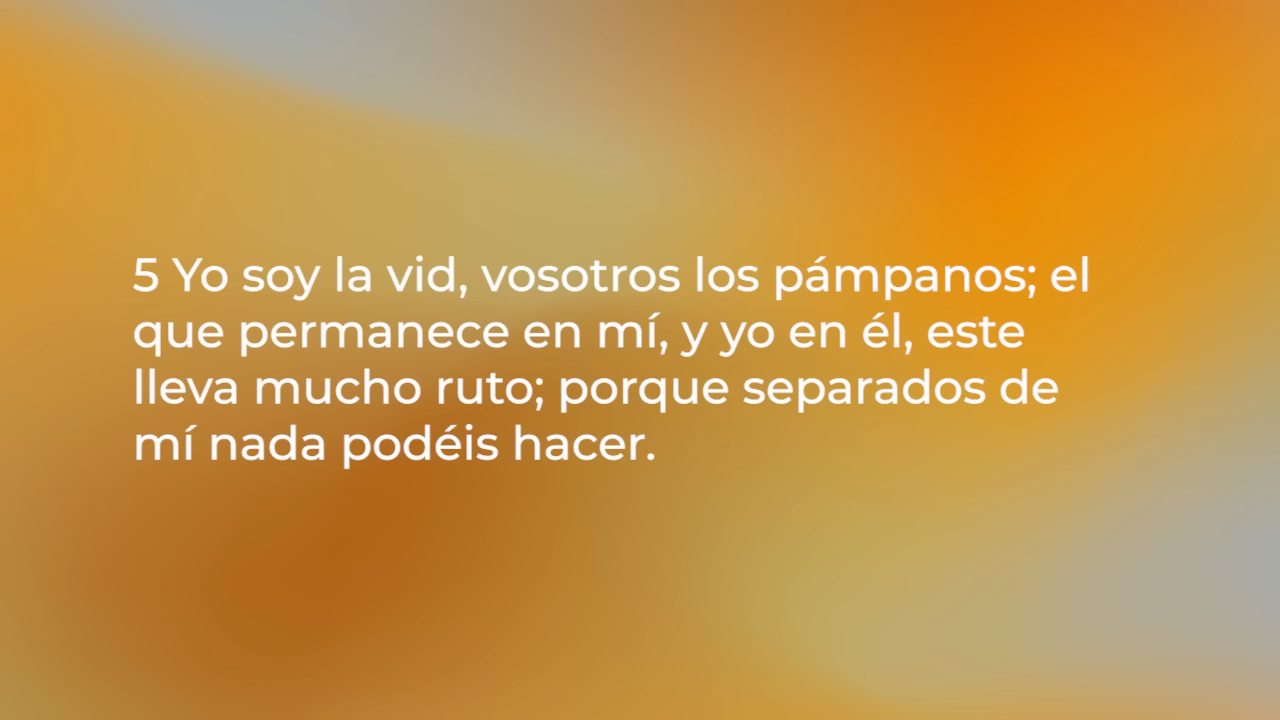 5 Yo soy la vid, vosotros los pámpanos; el
que permanece en mí, y yo en él, este
lleva mucho ruto; porque separados de
mí nada podéis hacer.